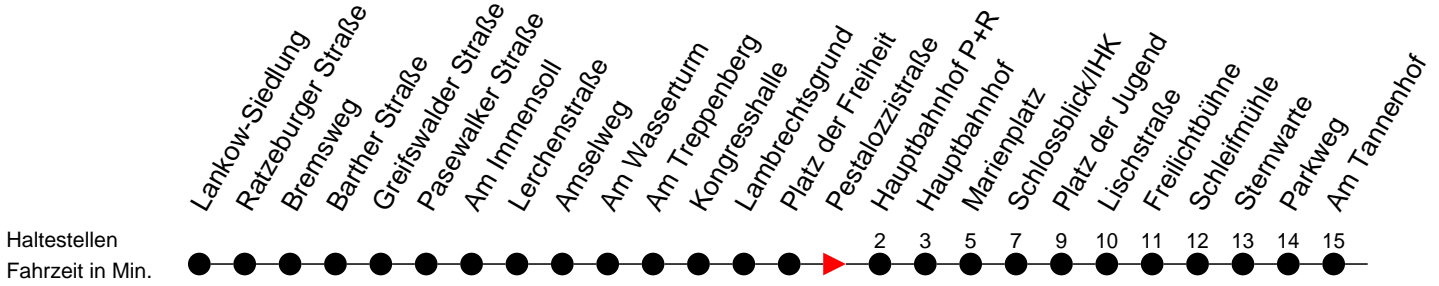 Lankow-Siedlung
Ratzeburger Straße
Bremsweg
Barther Straße
Greifswalder Straße
Pasewalker Straße
Am Immensoll
Lerchenstraße
Amselweg
Am Wasserturm
Am Treppenberg
Kongresshalle
Lambrechtsgrund
Platz der Freiheit
Pestalozzistraße
Hauptbahnhof P+R
Hauptbahnhof
Marienplatz
Schlossblick/IHK
Platz der Jugend
Lischstraße
Freilichtbühne
Schleifmühle
Sternwarte
Parkweg
Am Tannenhof
Haltestellen 2 3 5 7 9 10 11 12 13 14 15
Fahrzeit in Min.